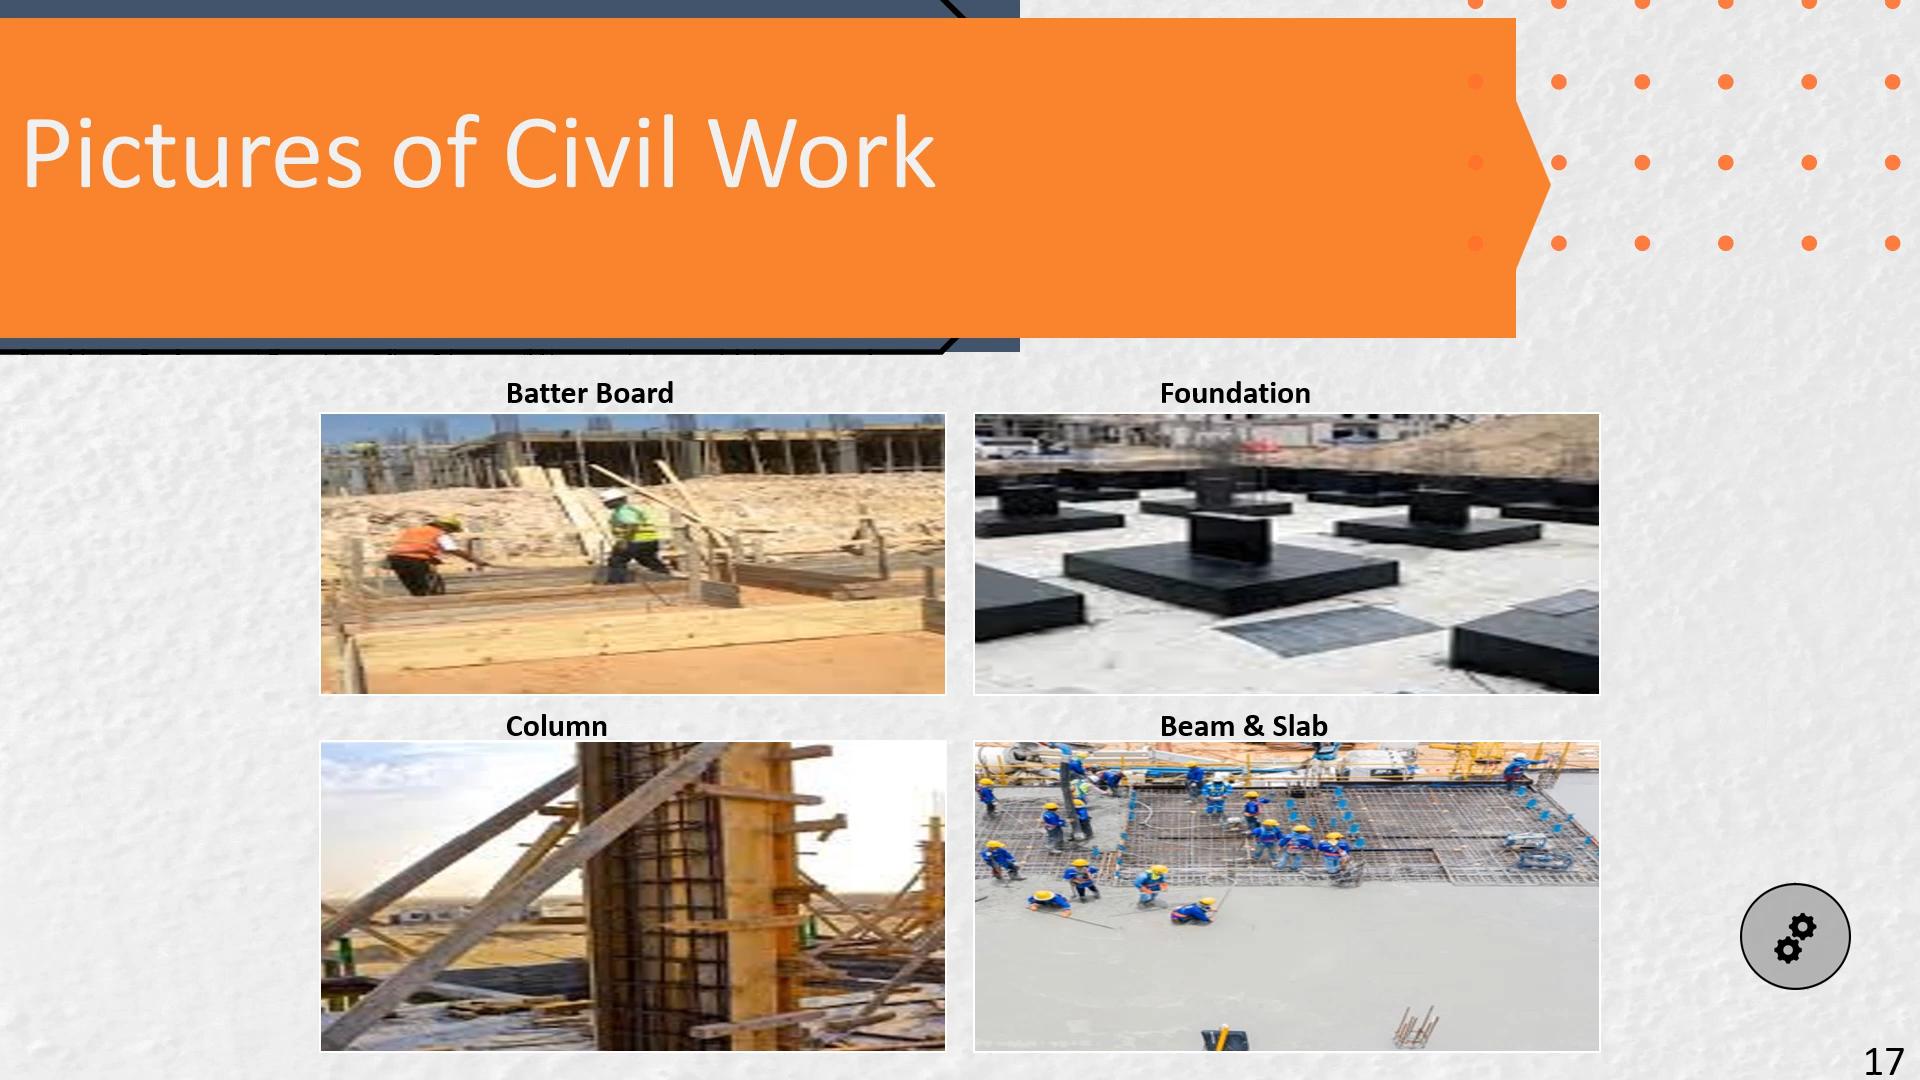 Pictures of Civil Work
Batter Board
Foundation
Column
Beam & Slab
17